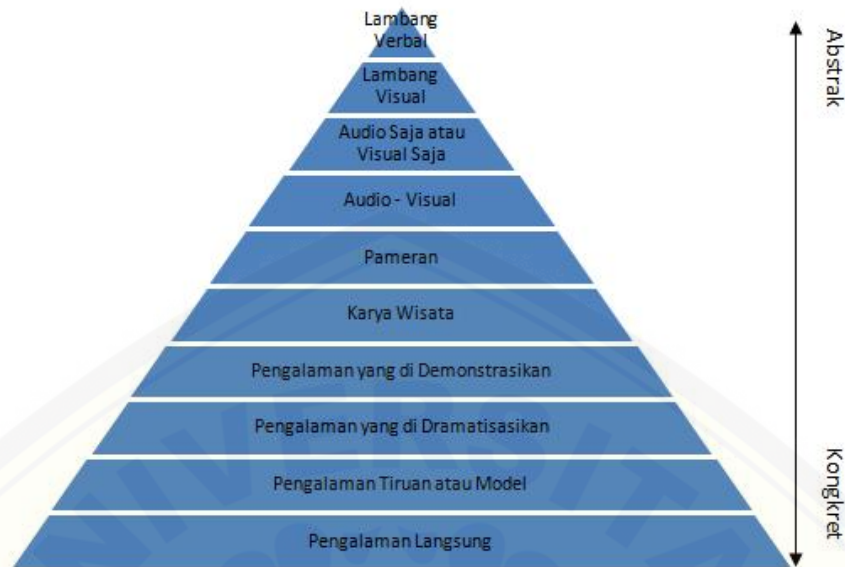 Lambang
Verbal
Lambang
Visual
Audio Saja atau
Visual Saja
Audio - Visual
Pameran
Karya Wisata
Pengalaman yang di Demonstrasikan
Pengalaman yang di Dramatisasikan
Pengalaman Tiruan atau Model
Pengalaman Langsung
Abstrak
Kongkret